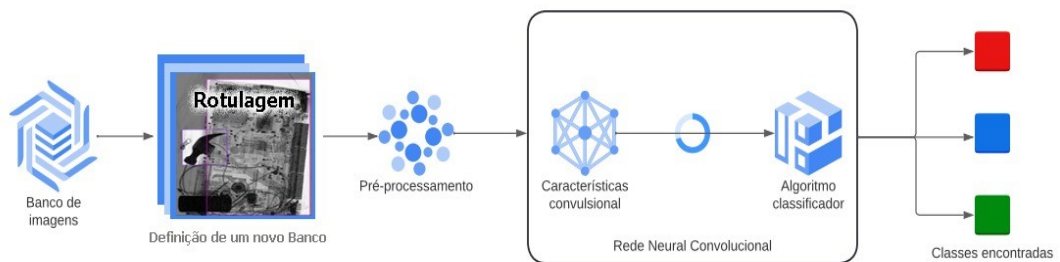 Rotulagem
Banco de
imagens
Definição de um novo Banco
Pré-processamento
Características
convulsional
Algoritmo
classificador
Rede Neural Convolucional
Classes encontradas